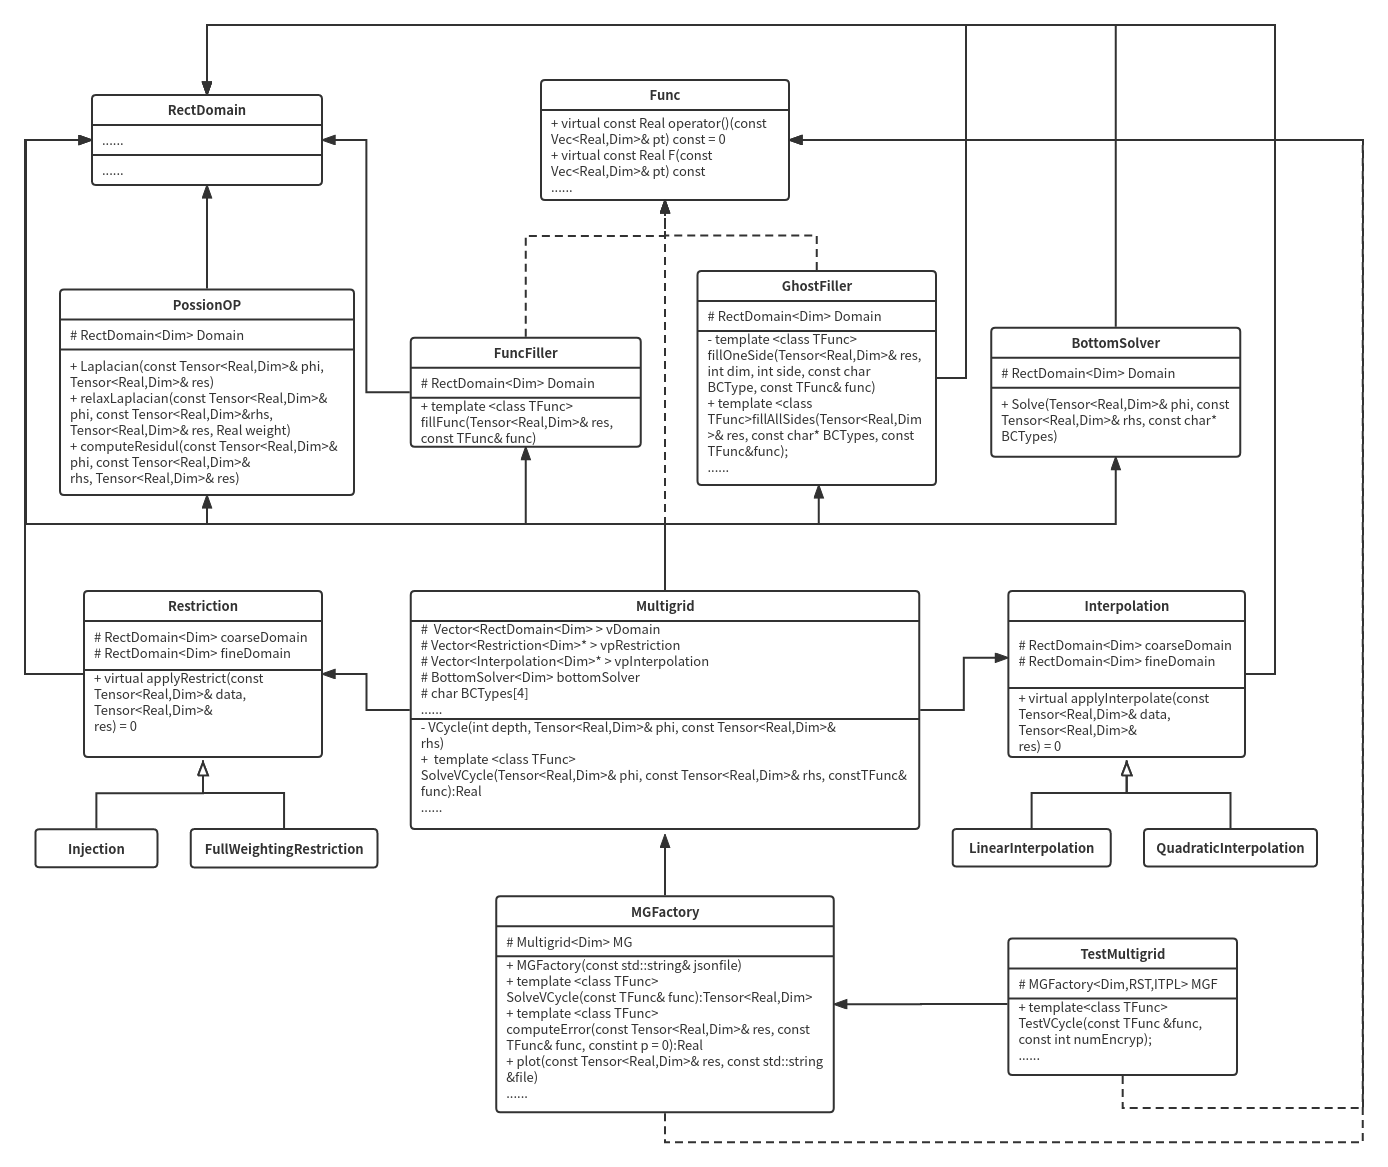 RectDomain
......
......
Func
+ virtual const Real operator()(const
Vec<Real,Dim>& pt) const = 0
+ virtual const Real F(const
Vec<Real,Dim>& pt) const
......
PossionOP
# RectDomain<Dim> Domain
+ Laplacian(const Tensor<Real,Dim>& phi,
Tensor<Real,Dim>& res)
+ relaxLaplacian(const Tensor<Real,Dim>&
phi, const Tensor<Real,Dim>&rhs,
Tensor<Real,Dim>& res, Real weight)
+ computeResidul(const Tensor<Real,Dim>&
phi, const Tensor<Real,Dim>&
rhs, Tensor<Real,Dim>& res)
FuncFiller
# RectDomain<Dim> Domain
+ template <class TFunc>
fillFunc(Tensor<Real,Dim>& res,
const TFunc& func)
GhostFiller
# RectDomain<Dim> Domain
- template <class TFunc>
fillOneSide(Tensor<Real,Dim>& res,
int dim, int side, const char
BCType, const TFunc& func)
+ template <class
TFunc>fillAllSides(Tensor<Real,Dim
>& res, const char* BCTypes, const
TFunc&func);
......
BottomSolver
# RectDomain<Dim> Domain
+ Solve(Tensor<Real,Dim>& phi, const
Tensor<Real,Dim>& rhs, const char*
BCTypes)
Restriction
# RectDomain<Dim> coarseDomain
# RectDomain<Dim> fineDomain
+ virtual applyRestrict(const
Tensor<Real,Dim>& data,
Tensor<Real,Dim>&
res) = 0
Multigrid
#  Vector<RectDomain<Dim> > vDomain
# Vector<Restriction<Dim>* > vpRestriction
# Vector<Interpolation<Dim>* > vpInterpolation
# BottomSolver<Dim> bottomSolver
# char BCTypes[4]
......
- VCycle(int depth, Tensor<Real,Dim>& phi, const Tensor<Real,Dim>&
rhs)
+  template <class TFunc>
SolveVCycle(Tensor<Real,Dim>& phi, const Tensor<Real,Dim>& rhs, constTFunc&
func):Real
......
Interpolation
# RectDomain<Dim> coarseDomain
# RectDomain<Dim> fineDomain
+ virtual applyInterpolate(const
Tensor<Real,Dim>& data,
Tensor<Real,Dim>&
res) = 0
Injection
FullWeightingRestriction
LinearInterpolation
QuadraticInterpolation
MGFactory
# Multigrid<Dim> MG
+ MGFactory(const std::string& jsonfile)
+ template <class TFunc>
SolveVCycle(const TFunc& func):Tensor<Real,Dim>
+ template <class TFunc>
computeError(const Tensor<Real,Dim>& res, const
TFunc& func, constint p = 0):Real
+ plot(const Tensor<Real,Dim>& res, const std::string
&file)
......
TestMultigrid
# MGFactory<Dim,RST,ITPL> MGF
+ template<class TFunc>
TestVCycle(const TFunc &func,
const int numEncryp);
......